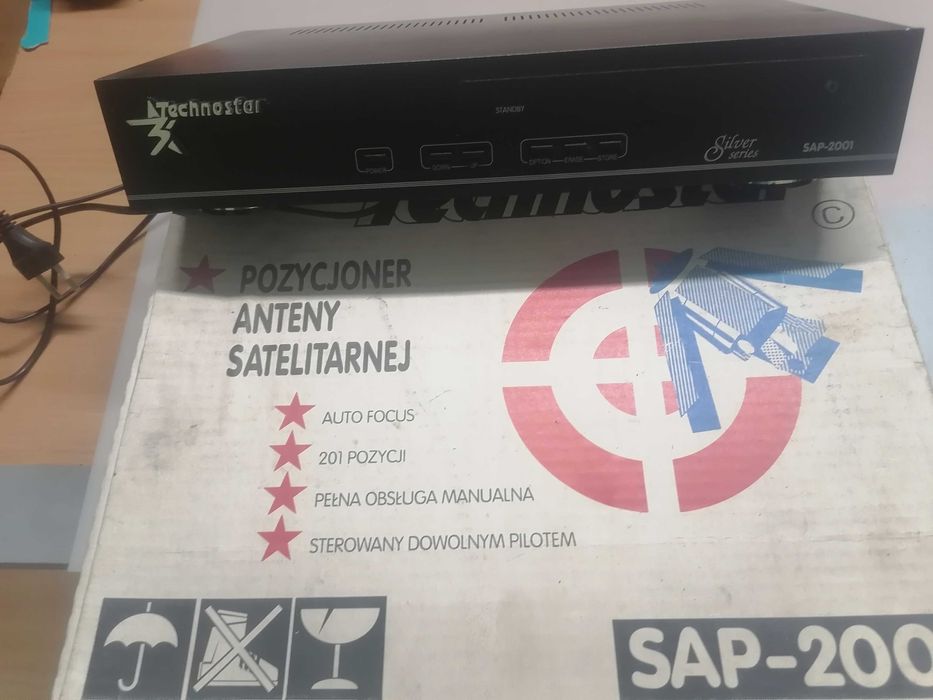 Technostar
STANDBY
POWER
DOWN UP
OPTION ERASE STORE
Silver
series
SAP-2001
Technostar
©
POZYCJONER
ANTENY
SATELITARNEJ
AUTO FOCUS
201 POZYCJI
PEŁNA OBSŁUGA MANUALNA
STEROWANY DOWOLNYM PILOTEM
SAP-200